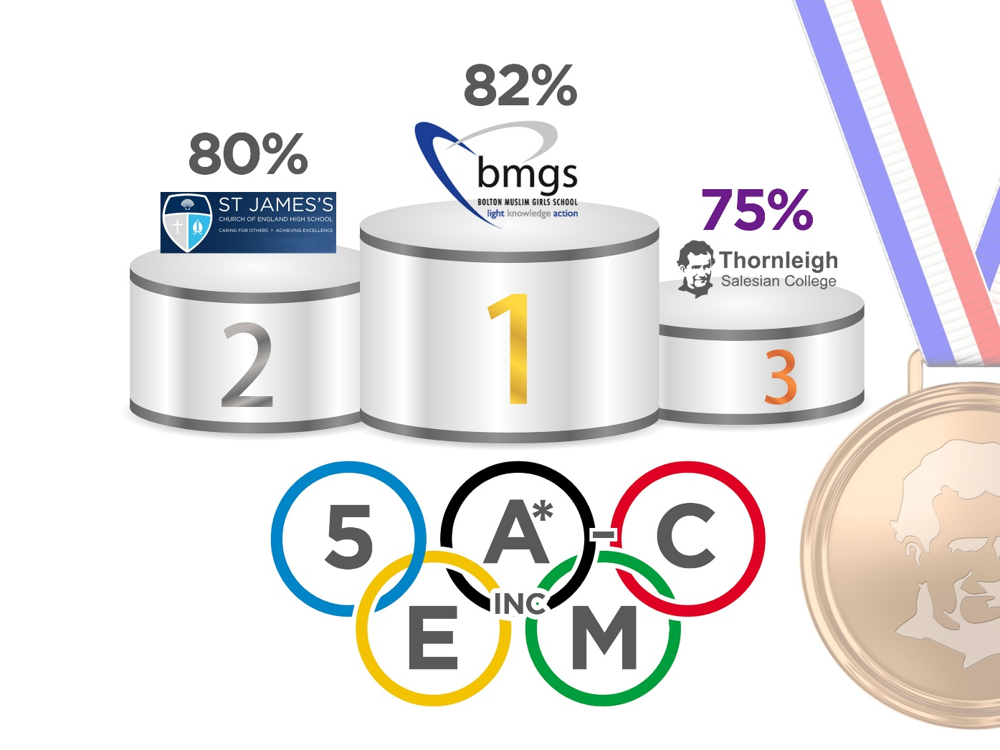 82%
bmgs
BOLTON MUSLIM GIRLS SCHOOL
light knowledge action
80%
ST JAMES'S
CHURCH OF ENGLAND HIGH SCHOOL
CARING FOR OTHERS † ACHIEVING EXCELLENCE
75%
Thornleigh
Salesian College
2
1
3
5 A*-C
E INC M